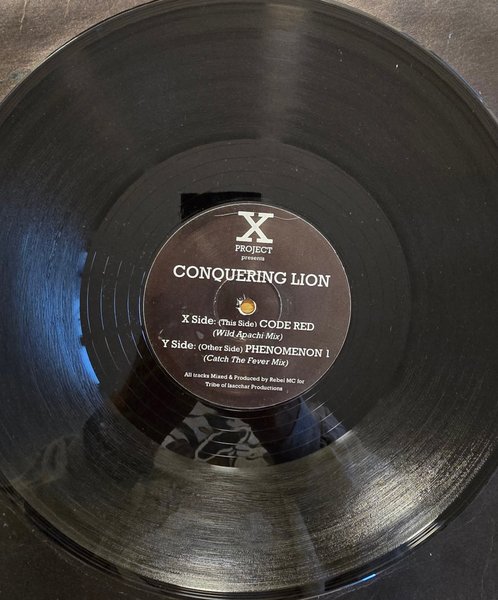 X
PROJECT
presents
CONQUERING LION
X Side: (This Side) CODE RED
(Wild Apachi Mix)
Y Side: (Other Side) PHENOMENON 1
(Catch The Fever Mix)
All tracks Mixed & Produced by Rebel MC for
Tribe of Isacchar Productions